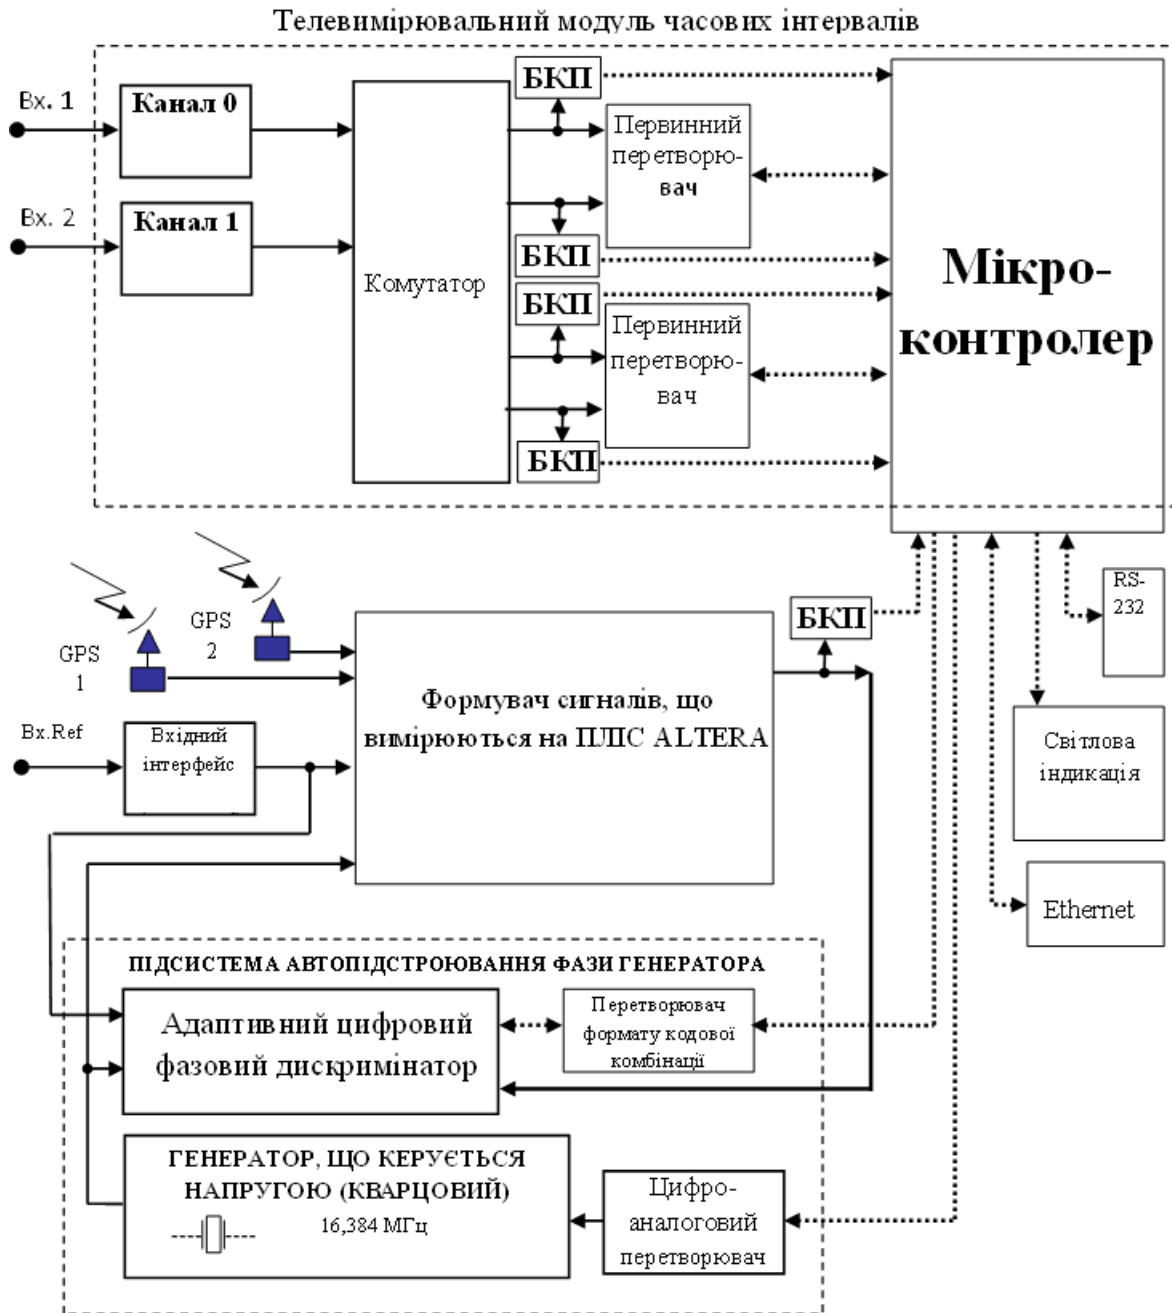 Телевимірювальний модуль часових інтервалів
Вх. 1
Канал 0
БКП
Первинний
перетворю-
вач
Вх. 2
Канал 1
БКП
Комутатор
БКП
Первинний
перетворю-
вач
БКП
Мікро-
контролер
GPS
1
GPS
2
БКП
RS-
232
Формувач сигналів, що
вимірюються на ПЛІС ALTERA
Вх.Ref
Вхідний
інтерфейс
Світлова
індикація
Ethernet
ПІДСИСТЕМА АВТОПІДСТРОЮВАННЯ ФАЗИ ГЕНЕРАТОРА
Адаптивний цифровий
фазовий дискримінатор
Перетворювач
формату кодової
комбінації
ГЕНЕРАТОР, ЩО КЕРУЄТЬСЯ
НАПРУГОЮ (КВАРЦОВИЙ)
16,384 МГц
Цифро-
аналоговий
перетворювач